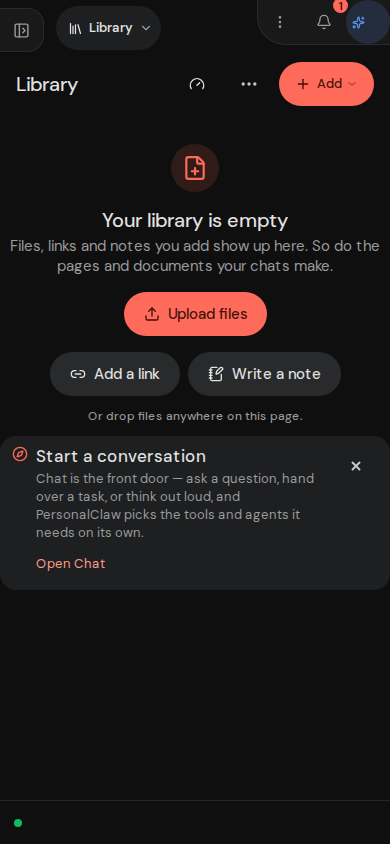 Library
1
Library
Add
Your library is empty
Files, links and notes you add show up here. So do the
pages and documents your chats make.
Upload files
Add a link
Write a note
Or drop files anywhere on this page.
Start a conversation
Chat is the front door — ask a question, hand
over a task, or think out loud, and
PersonalClaw picks the tools and agents it
needs on its own.
Open Chat